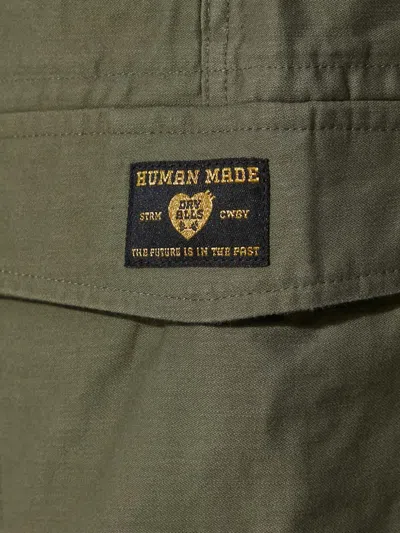 HUMAN MADE
DRY
STRM ALLS CWBY
THE FUTURE IS IN THE PAST